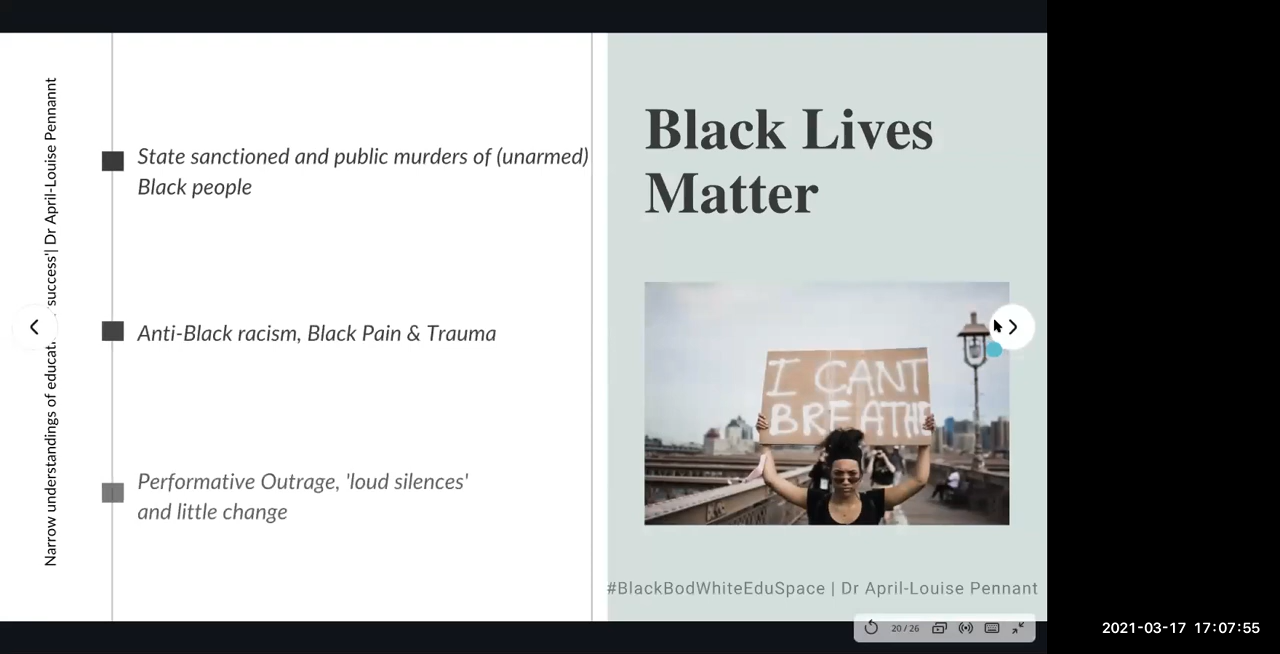 Narrow understandings of educati success'| Dr April-Louise Pennannt
State sanctioned and public murders of (unarmed)
Black people
Anti-Black racism, Black Pain & Trauma
Performative Outrage, 'loud silences'
and little change
Black Lives
Matter
I CANT
BREATHE
#BlackBodWhiteEduSpace | Dr April-Louise Pennant
20 / 26
2021-03-17 17:07:55